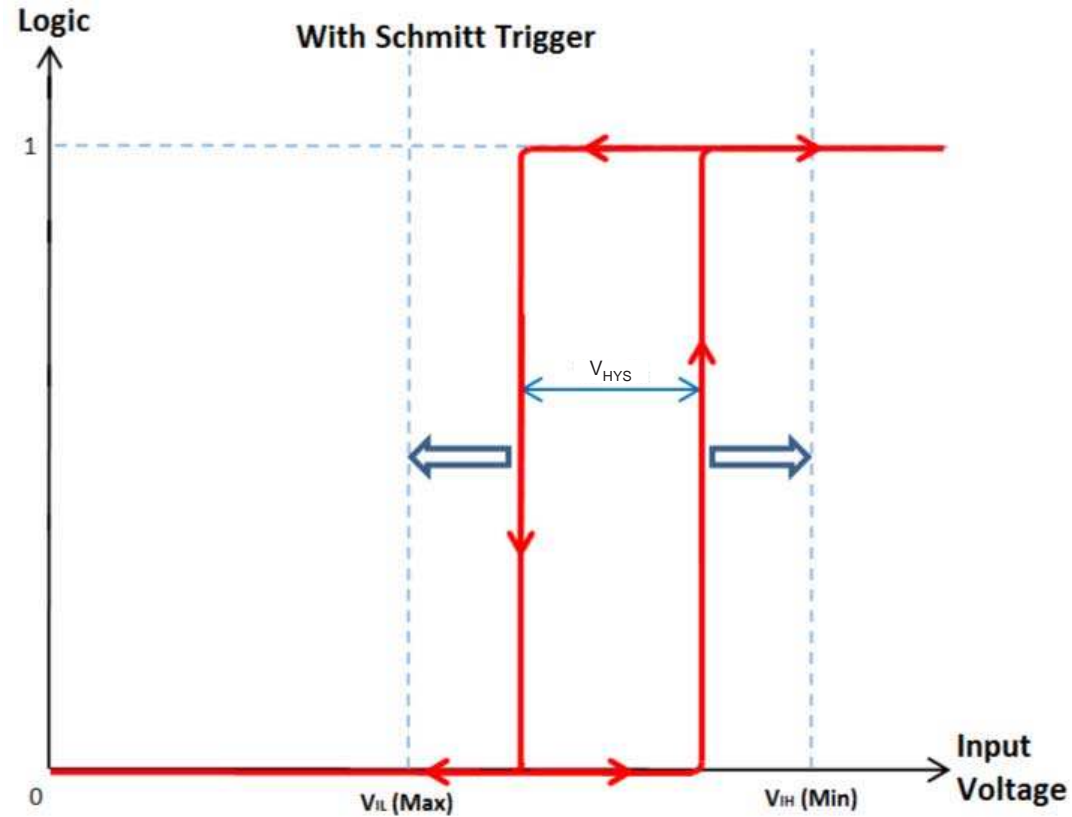 Logic
With Schmitt Trigger
1
VHYS
Input
Voltage
0
VIL (Max)
VIH (Min)